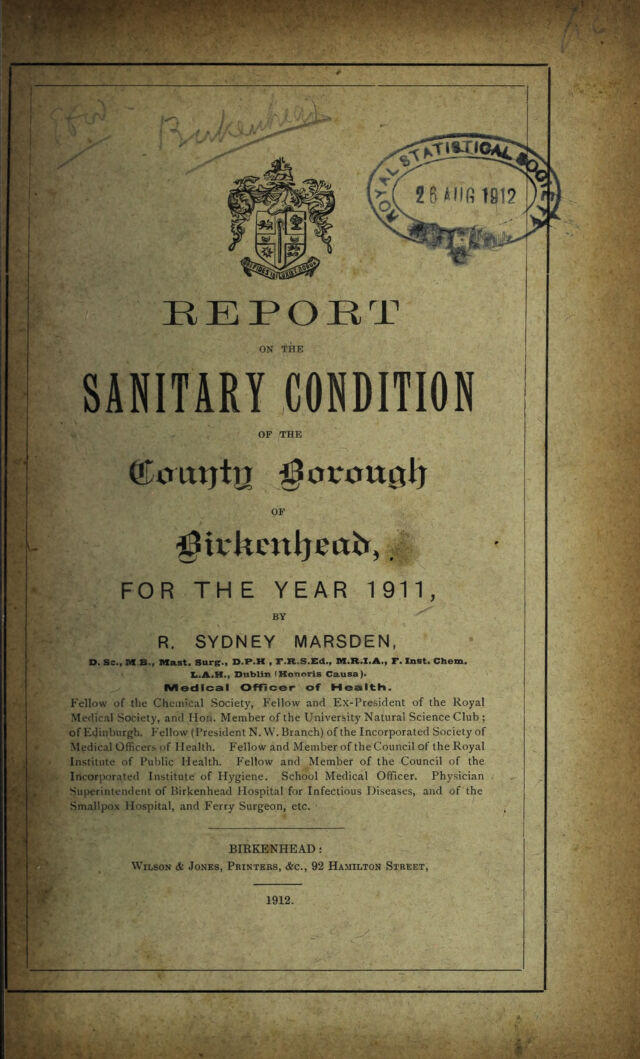 Birkenhead
ROYAL STATISTICAL SOCIETY
26 AUG 1912
REPORT
ON THE
SANITARY CONDITION
OF THE
County Borough
OF
Birkenhead,
FOR THE YEAR 1911,
BY
R. SYDNEY MARSDEN,
D. Sc., M.B., Mast. Surg., D.P.H , F.R.S.Ed., M.R.I.A., F. Inst. Chem.
L.A.H., Dublin (Honoris Causa).
Medical Officer of Health.
Fellow of the Chemical Society, Fellow and Ex-President of the Royal
Medical Society, and Hon. Member of the University Natural Science Club ;
of Edinburgh. Fellow (President N. W. Branch) of the Incorporated Society of
Medical Officers of Health. Fellow and Member of the Council of the Royal
Institute of Public Health. Fellow and Member of the Council of the
Incorporated Institute of Hygiene. School Medical Officer. Physician
Superintendent of Birkenhead Hospital for Infectious Diseases, and of the
Smallpox Hospital, and Ferry Surgeon, etc.
BIRKENHEAD :
WILSON & JONES, PRINTERS, &c., 92 HAMILTON STREET,
1912.